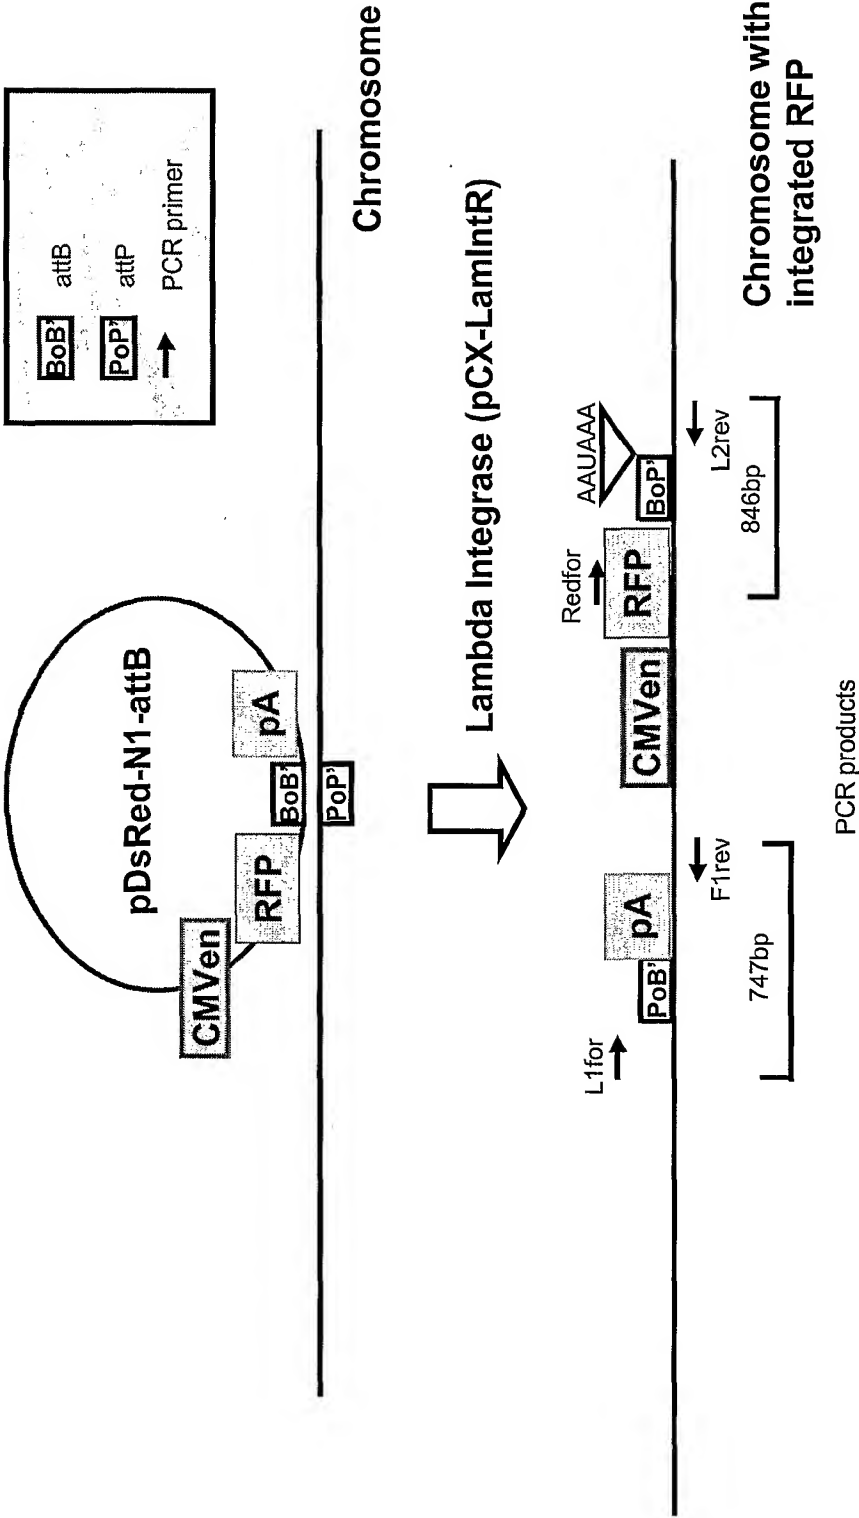 BoB' attB
PoP' attP
PCR primer
pDsRed-N1-attB
CMVen
RFP
pA
BoB'
PoP'
Chromosome
Lambda Integrase (pCX-LamIntR)
L1for
PoB'
pA
F1rev
CMVen
Redfor
RFP
AAUAAA
BoP'
L2rev
747bp
846bp
Chromosome with
integrated RFP
PCR products